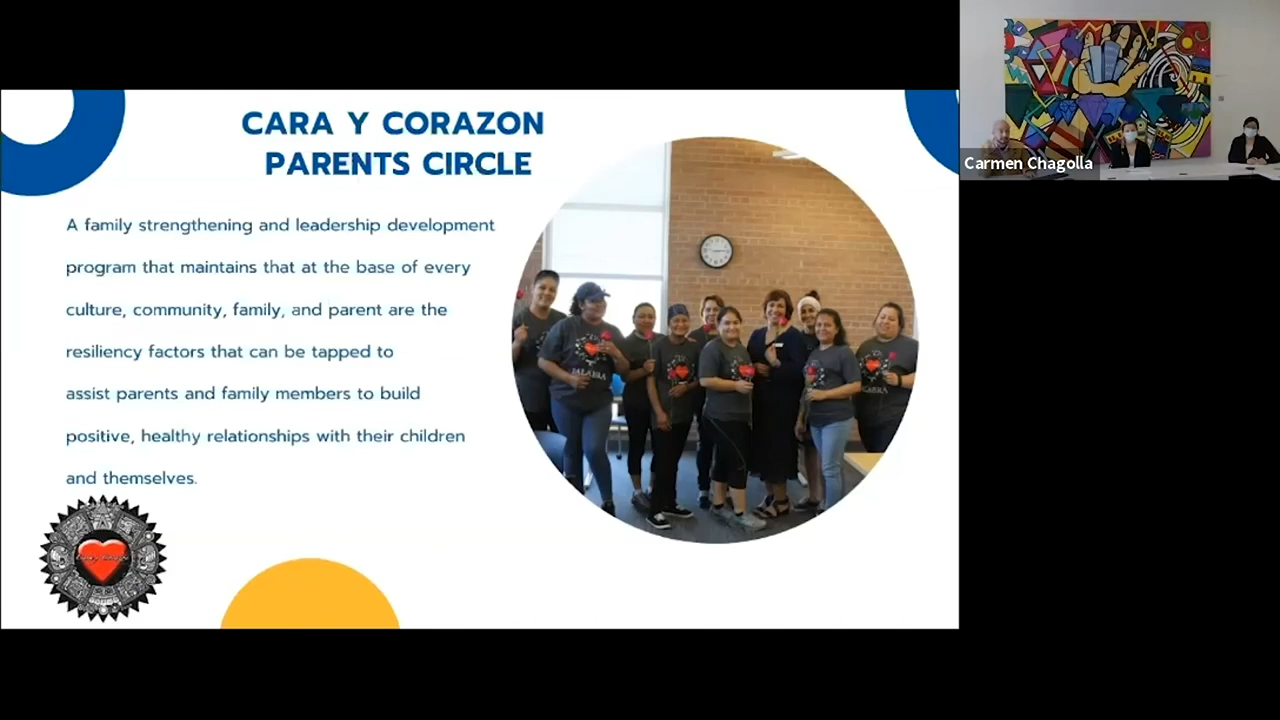 CARA Y CORAZON
PARENTS CIRCLE
A family strengthening and leadership development
program that maintains that at the base of every
culture, community, family, and parent are the
resiliency factors that can be tapped to
assist parents and family members to build
positive, healthy relationships with their children
and themselves.
Carmen Chagolla